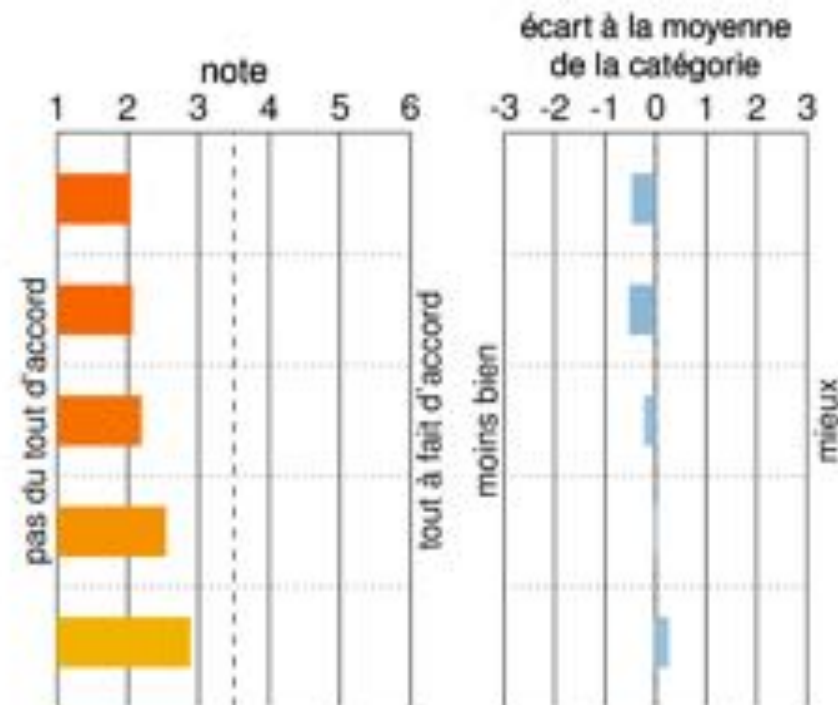 note
1 2 3 4 5 6
pas du tout d'accord
tout à fait d'accord
écart à la moyenne
de la catégorie
-3 -2 -1 0 1 2 3
moins bien
mieux